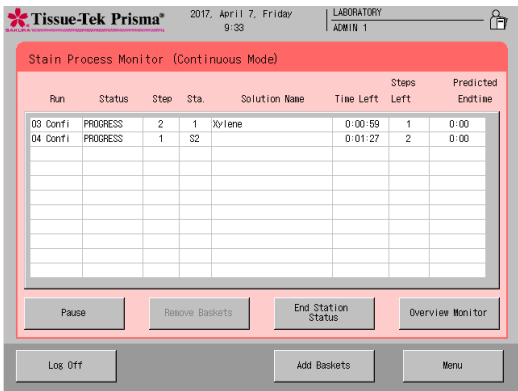 Tissue-Tek Prisma®
SAKURA
2017, April 7, Friday
9:33
LABORATORY
ADMIN 1
Stain Process Monitor (Continuous Mode)
Run Status Step Sta. Solution Name Time Left Steps Left Predicted Endtime
03 Confi PROGRESS 2 1 Xylene 0:00:59 1 0:00
04 Confi PROGRESS 1 S2 0:01:27 2 0:00
Pause
Remove Baskets
End Station
Status
Overview Monitor
Log Off
Add Baskets
Menu